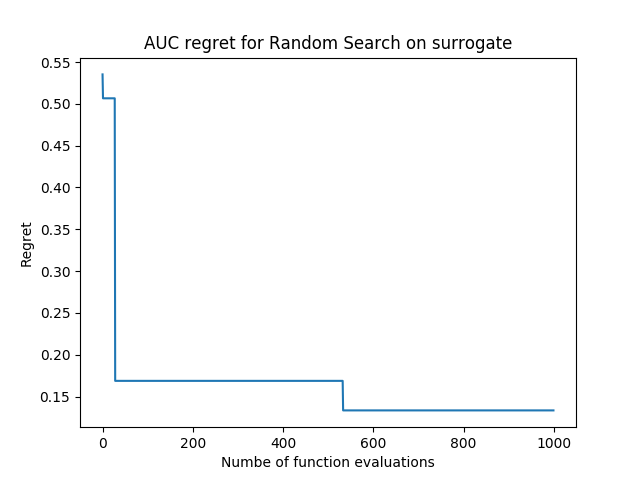 AUC regret for Random Search on surrogate
0.55
0.50
0.45
0.40
0.35
0.30
0.25
0.20
0.15
Regret
0 200 400 600 800 1000
Numbe of function evaluations